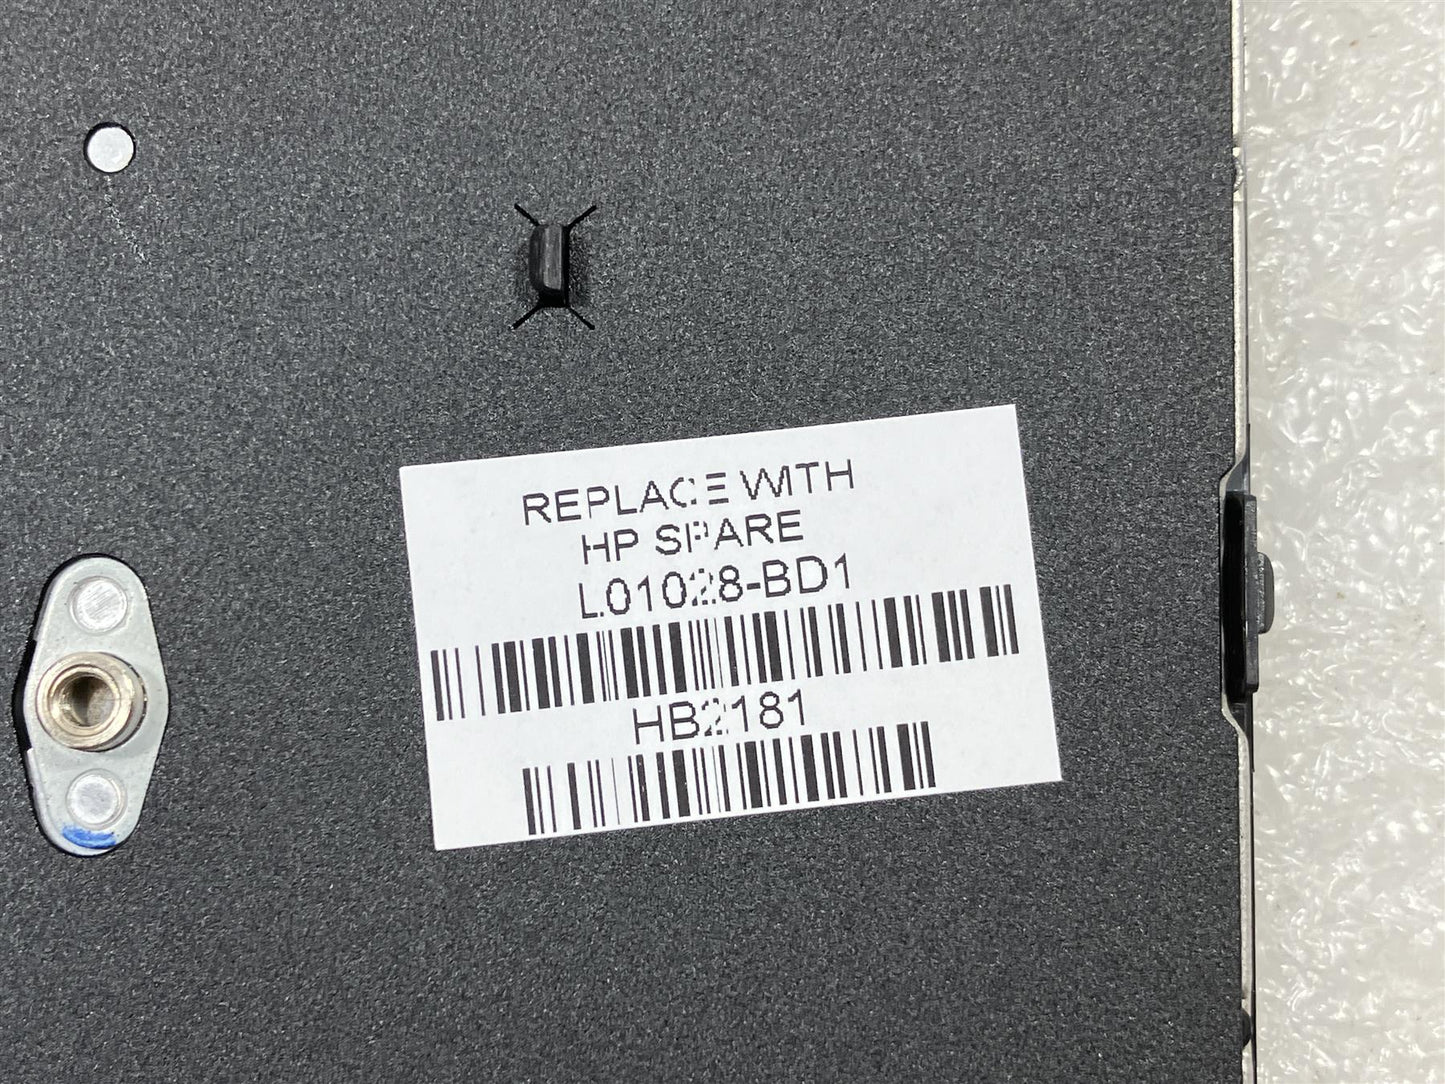 REPLACE WITH
HP SPARE
L01028-BD1
HB2181